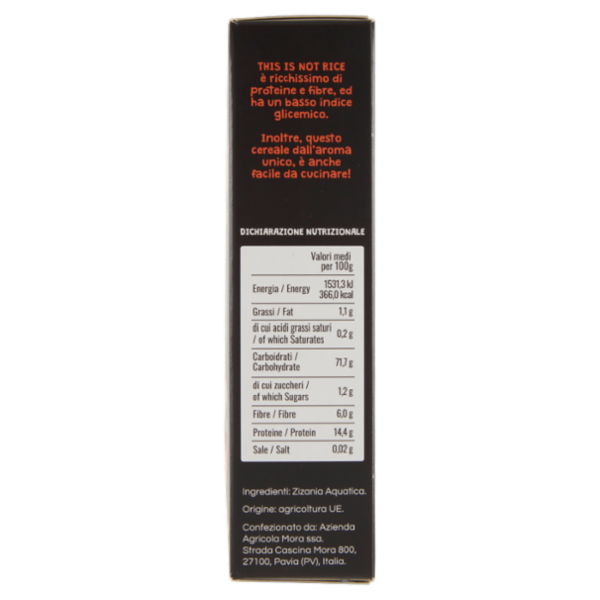 THIS IS NOT RICE
è ricchissimo di
proteine e fibre, ed
ha un basso indice
glicemico.
Inoltre, questo
cereale dall'aroma
unico, è anche
facile da cucinare!
DICHIARAZIONE NUTRIZIONALE
Valori medi
per 100g
Energia / Energy 1531,3 kJ
366,0 kcal
Grassi / Fat 1,1 g
di cui acidi grassi saturi
/ of which Saturates 0,2 g
Carboidrati /
Carbohydrate 71,7 g
di cui zuccheri /
of which Sugars 1,2 g
Fibre / Fibre 6,0 g
Proteine / Protein 14,4 g
Sale / Salt 0,02 g
Ingredienti: Zizania Aquatica.
Origine: agricoltura UE.
Confezionato da: Azienda
Agricola Mora ssa.
Strada Cascina Mora 800,
27100, Pavia (PV), Italia.